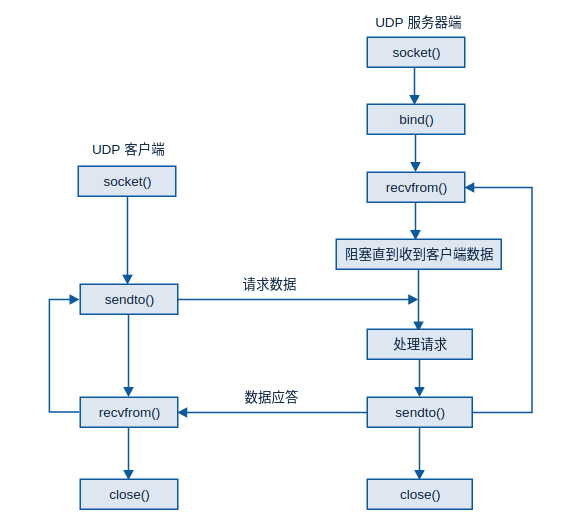 UDP 服务器端
socket()
bind()
UDP 客户端
socket()
recvfrom()
阻塞直到收到客户端数据
请求数据
sendto()
处理请求
数据应答
recvfrom()
sendto()
close()
close()